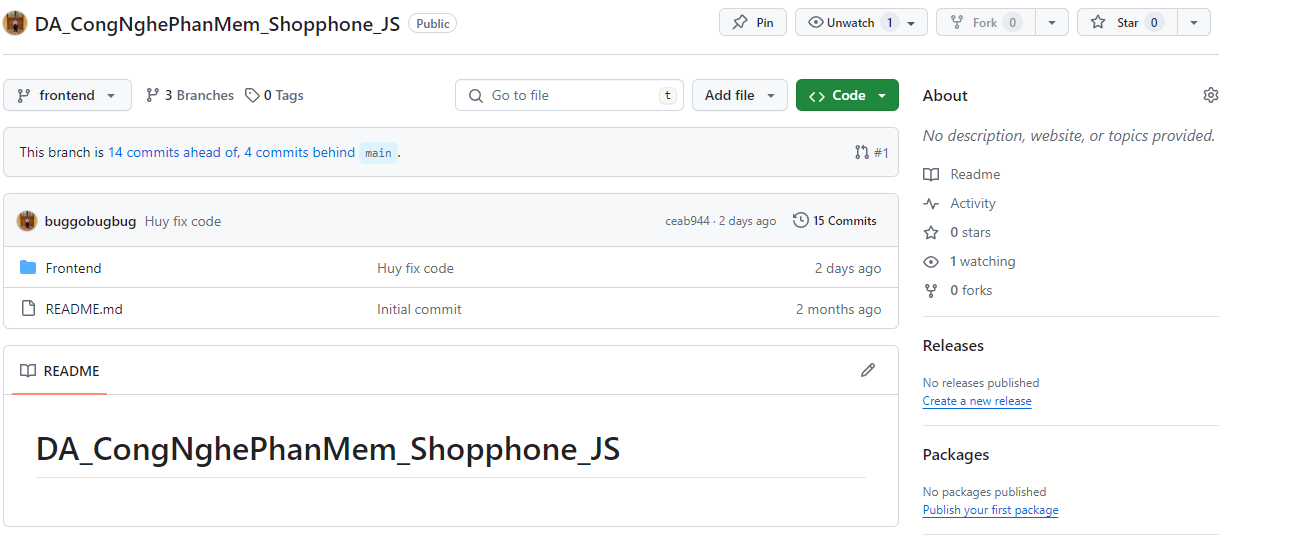 DA_CongNghePhanMem_Shopphone_JS Public Pin Unwatch 1 Fork 0 Star 0
frontend 3 Branches 0 Tags Go to file t Add file Code
This branch is 14 commits ahead of, 4 commits behind main . #1
buggobugbug Huy fix code ceab944 · 2 days ago 15 Commits
Frontend Huy fix code 2 days ago
README.md Initial commit 2 months ago
README
DA_CongNghePhanMem_Shopphone_JS
About
No description, website, or topics provided.
Readme
Activity
0 stars
1 watching
0 forks
Releases
No releases published
Create a new release
Packages
No packages published
Publish your first package